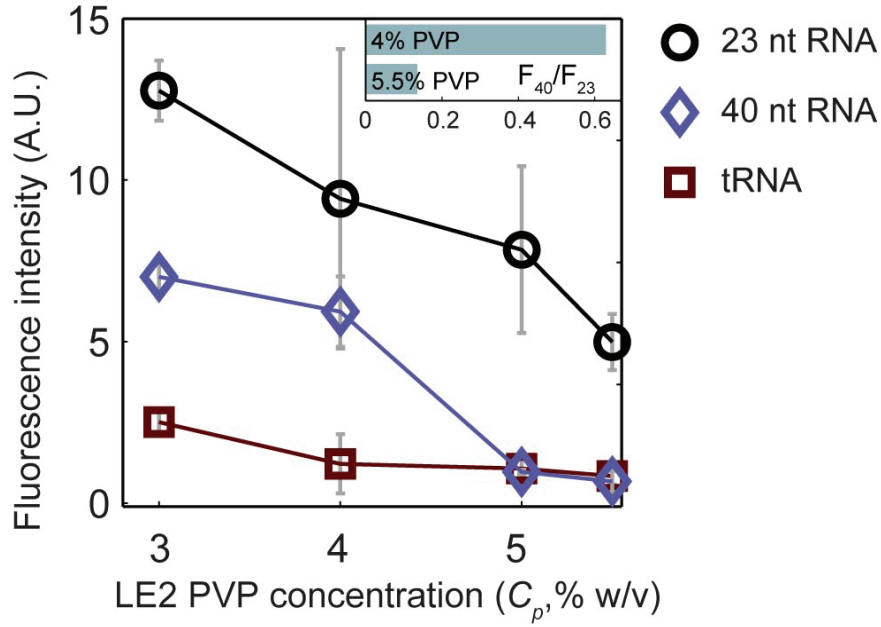 15
10
5
0
Fluorescence intensity (A.U.)
4% PVP
5.5% PVP F₄₀/F₂₃
0 0.2 0.4 0.6
23 nt RNA
40 nt RNA
tRNA
3 4 5
LE2 PVP concentration (Cₚ,% w/v)